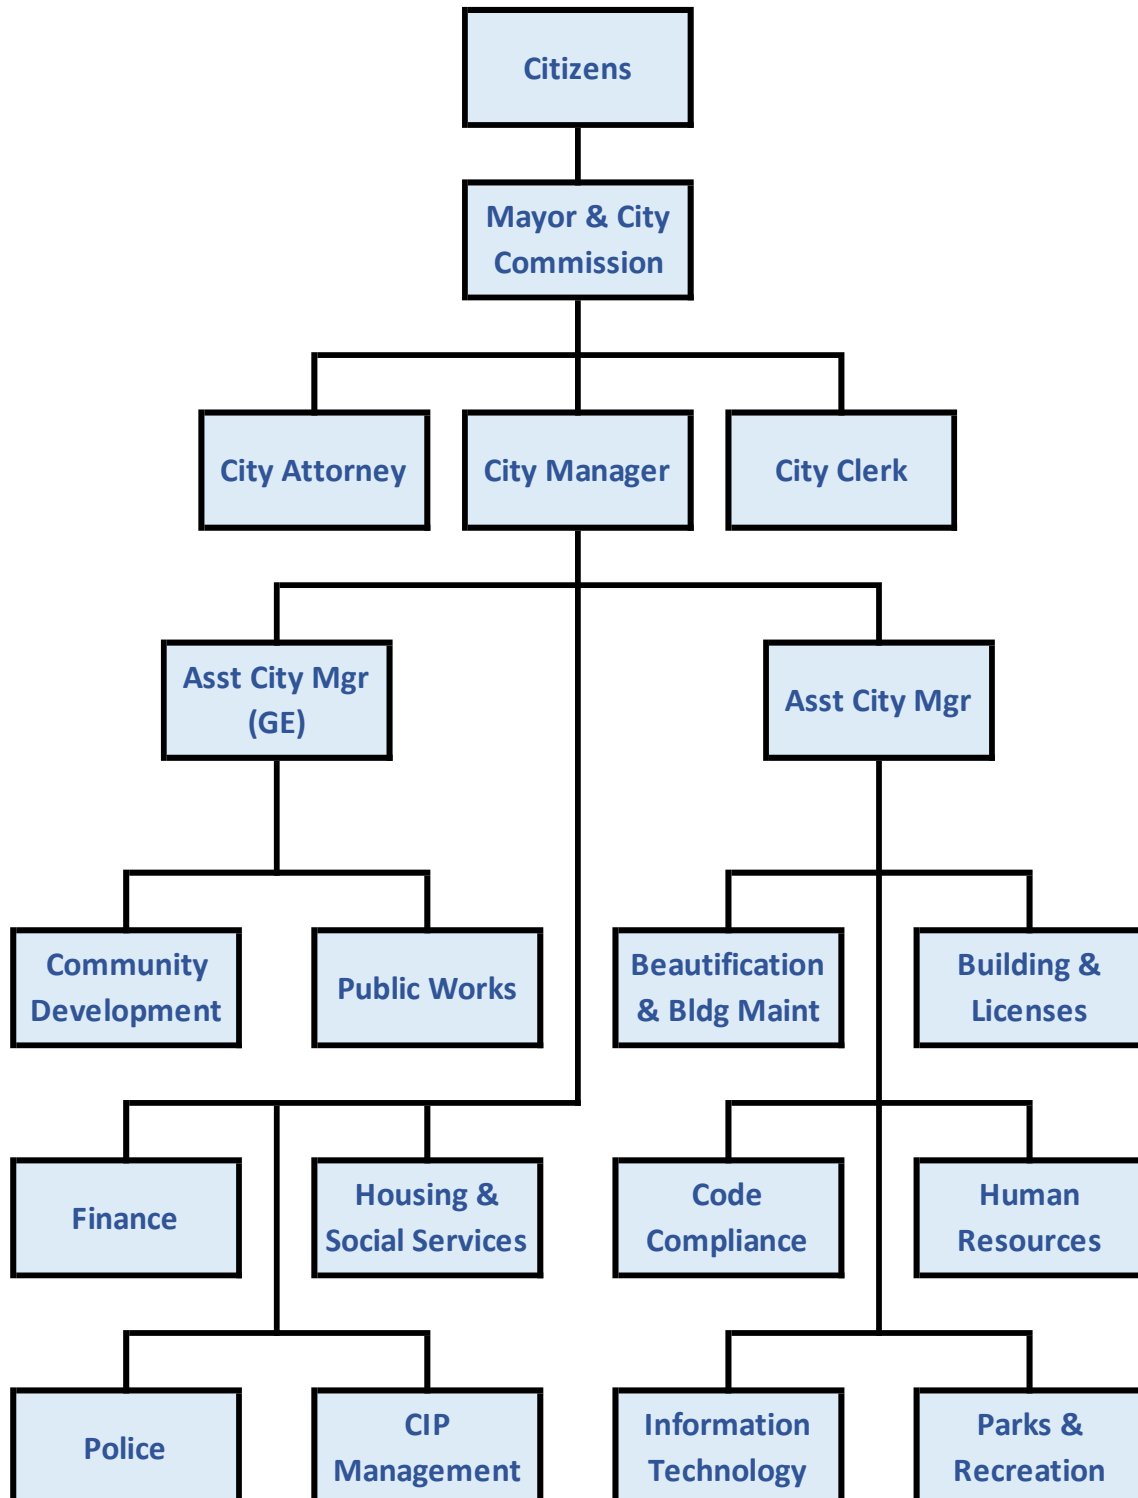 Citizens
Mayor & City
Commission
City Attorney
City Manager
City Clerk
Asst City Mgr
(GE)
Asst City Mgr
Community
Development
Public Works
Beautification
& Bldg Maint
Building &
Licenses
Finance
Housing &
Social Services
Code
Compliance
Human
Resources
Police
CIP
Management
Information
Technology
Parks &
Recreation